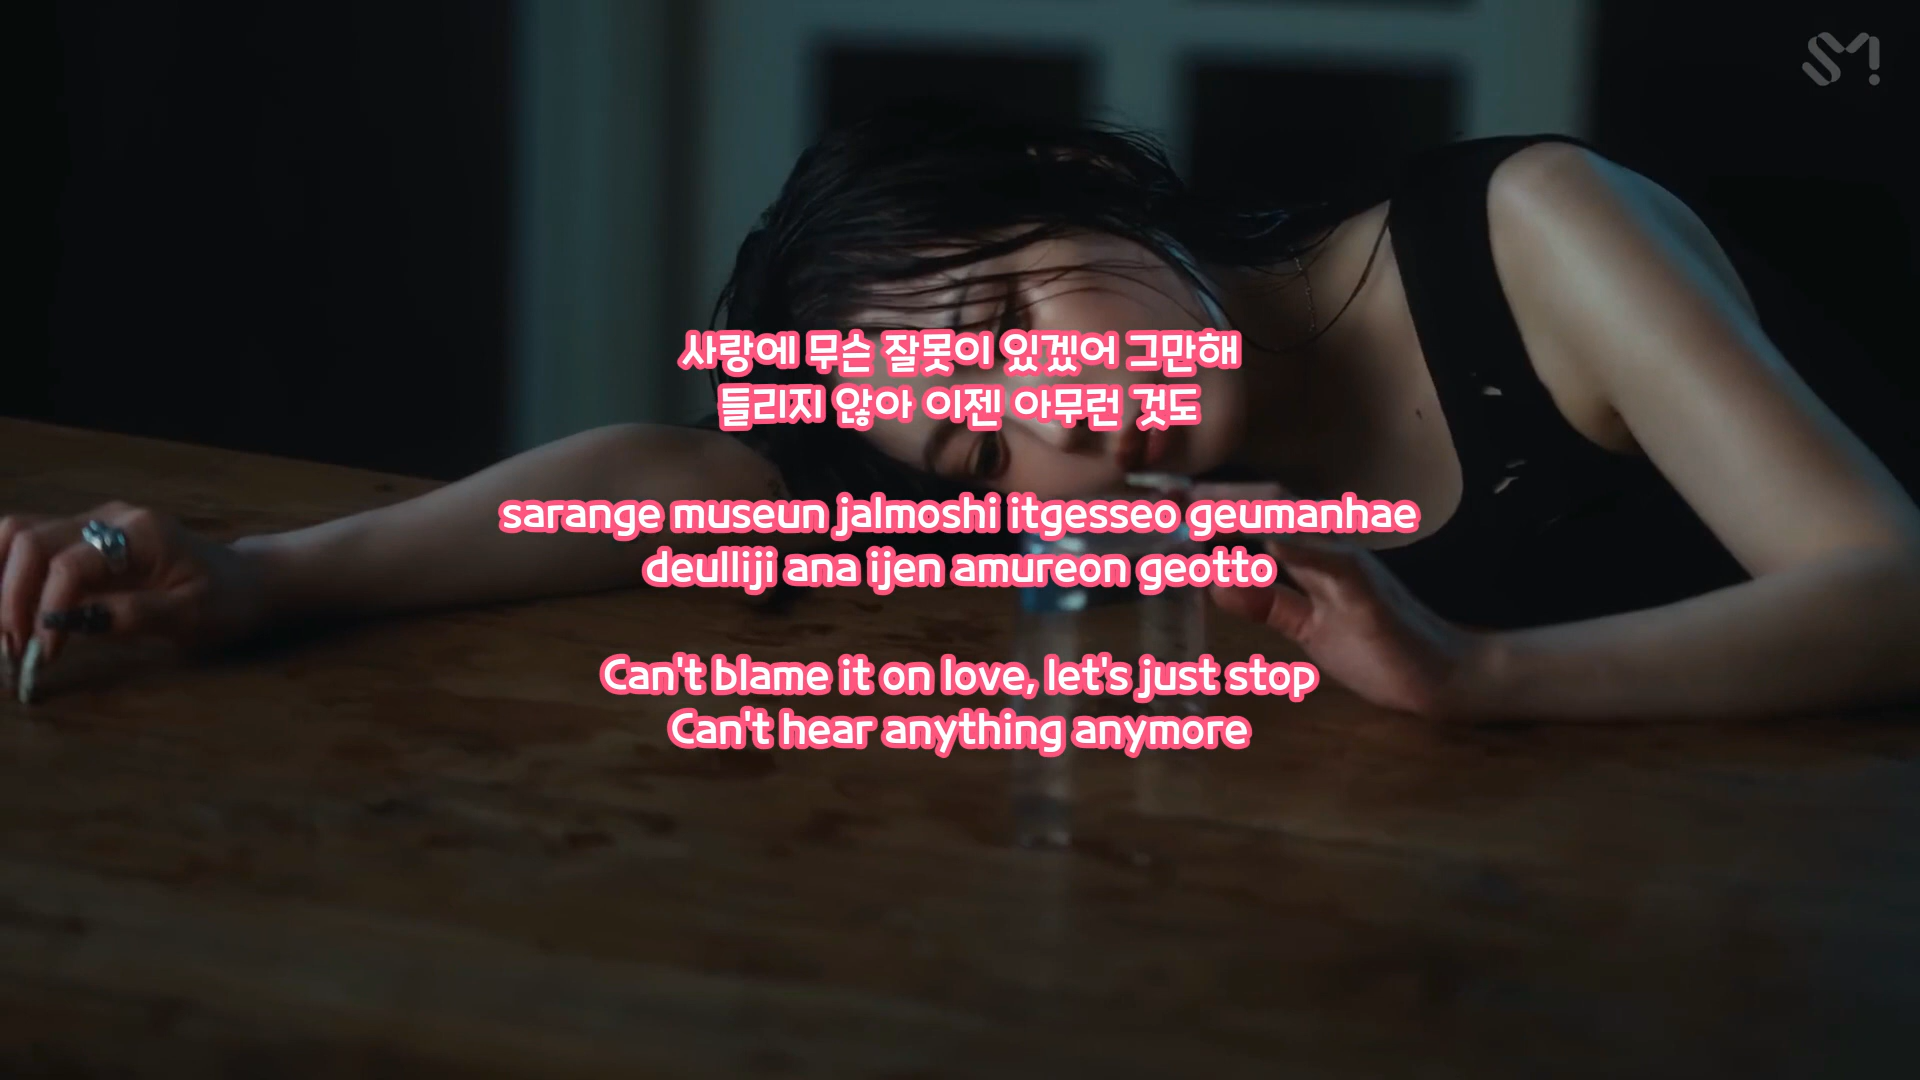 SM!
사랑에 무슨 잘못이 있겠어 그만해
들리지 않아 이젠 아무런 것도
sarange museun jalmoshi itgesseo geumanhae
deulliji ana ijen amureon geotto
Can't blame it on love, let's just stop
Can't hear anything anymore